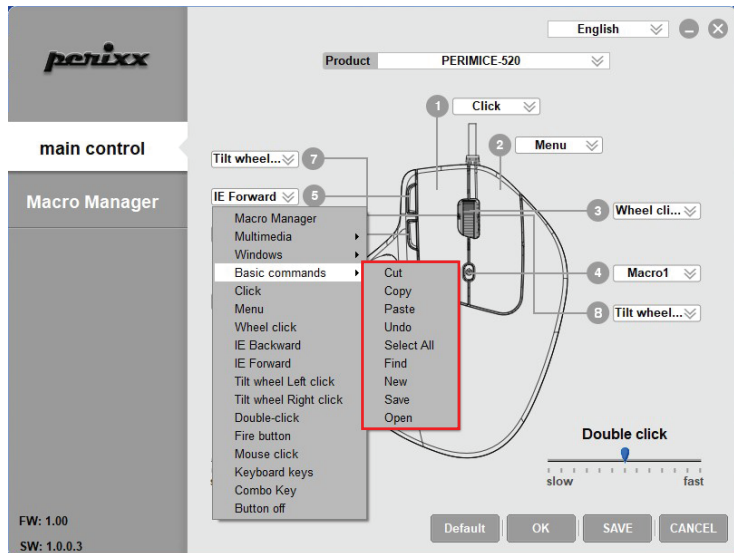 English
perixx
Product PERIMICE-520
1 Click
main control
2 Menu
Tilt wheel... 7
Macro Manager
IE Forward 5
3 Wheel cli...
Macro Manager
Multimedia
Windows
Basic commands
Click
Menu
Wheel click
IE Backward
IE Forward
Tilt wheel Left click
Tilt wheel Right click
Double-click
Fire button
Mouse click
Keyboard keys
Combo Key
Button off
Cut
Copy
Paste
Undo
Select All
Find
New
Save
Open
4 Macro1
8 Tilt wheel...
Double click
slow fast
FW: 1.00
SW: 1.0.0.3
Default OK SAVE CANCEL